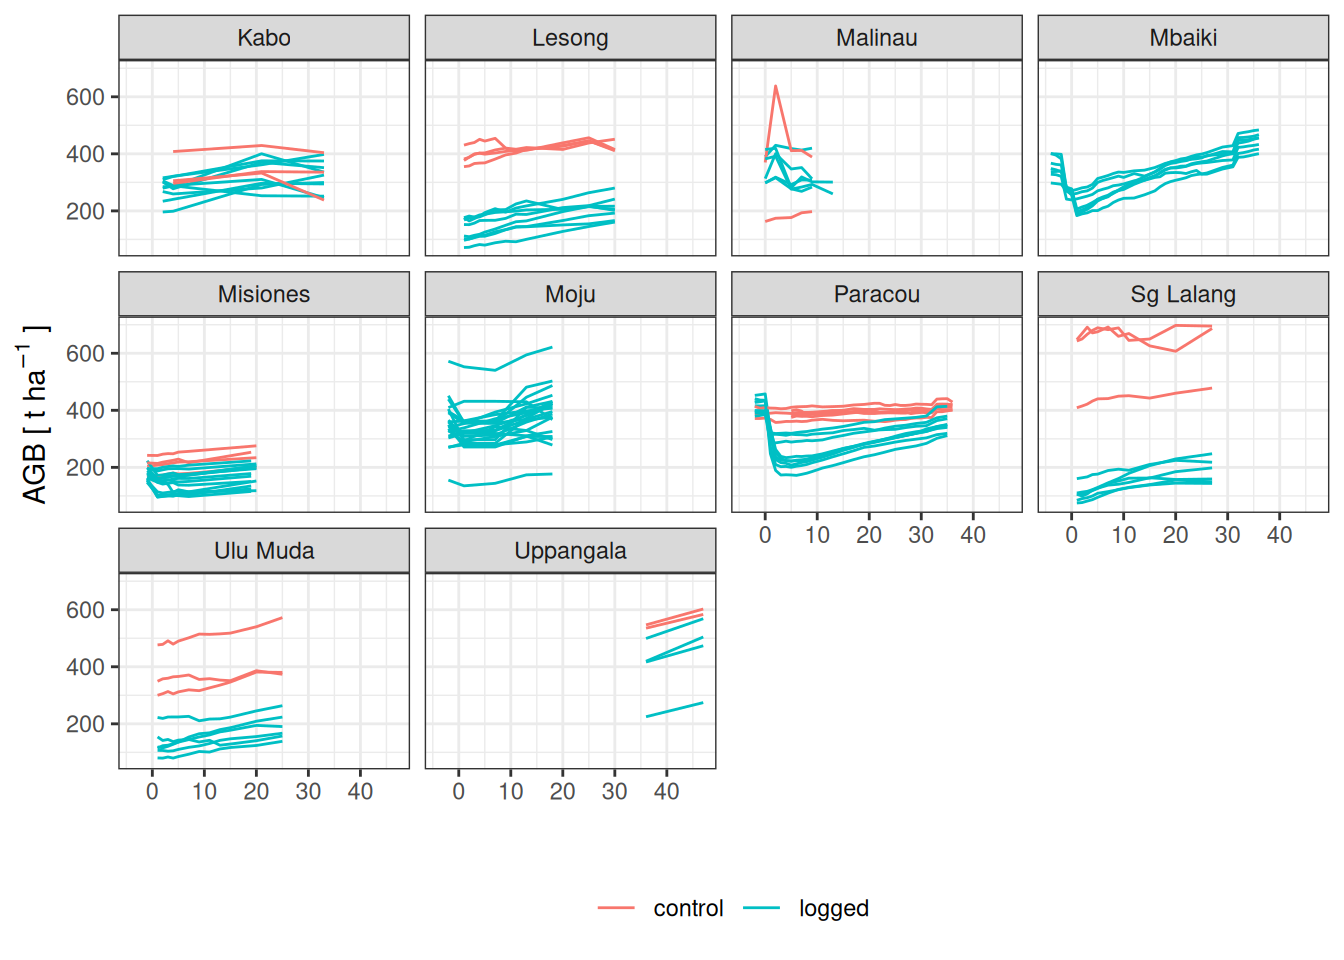 Kabo Lesong Malinau Mbaiki
600
400
200
Misiones Moju Paracou Sg Lalang
600
400
200
0 10 20 30 40 0 10 20 30 40
Ulu Muda Uppangala
600
400
200
0 10 20 30 40 0 10 20 30 40
AGB [ t ha⁻¹ ]
control logged